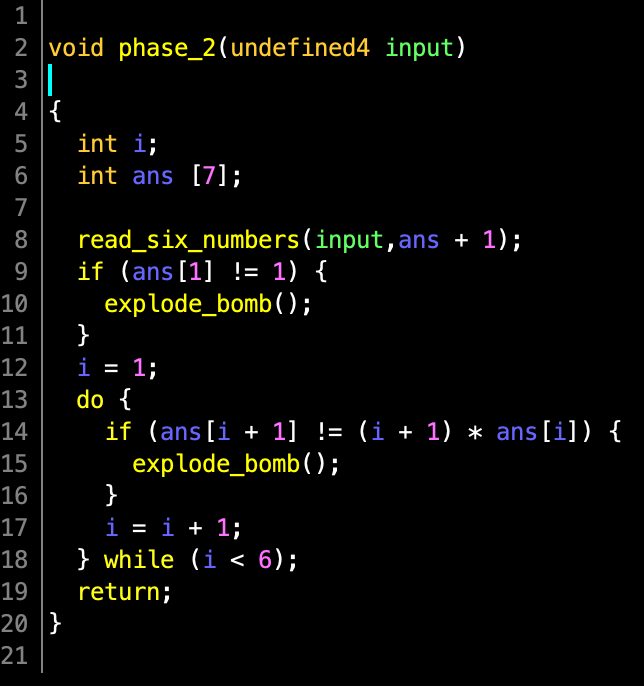 1
2 void phase_2(undefined4 input)
3
4 {
5   int i;
6   int ans [7];
7
8   read_six_numbers(input,ans + 1);
9   if (ans[1] != 1) {
10     explode_bomb();
11   }
12   i = 1;
13   do {
14     if (ans[i + 1] != (i + 1) * ans[i]) {
15       explode_bomb();
16     }
17     i = i + 1;
18   } while (i < 6);
19   return;
20 }
21